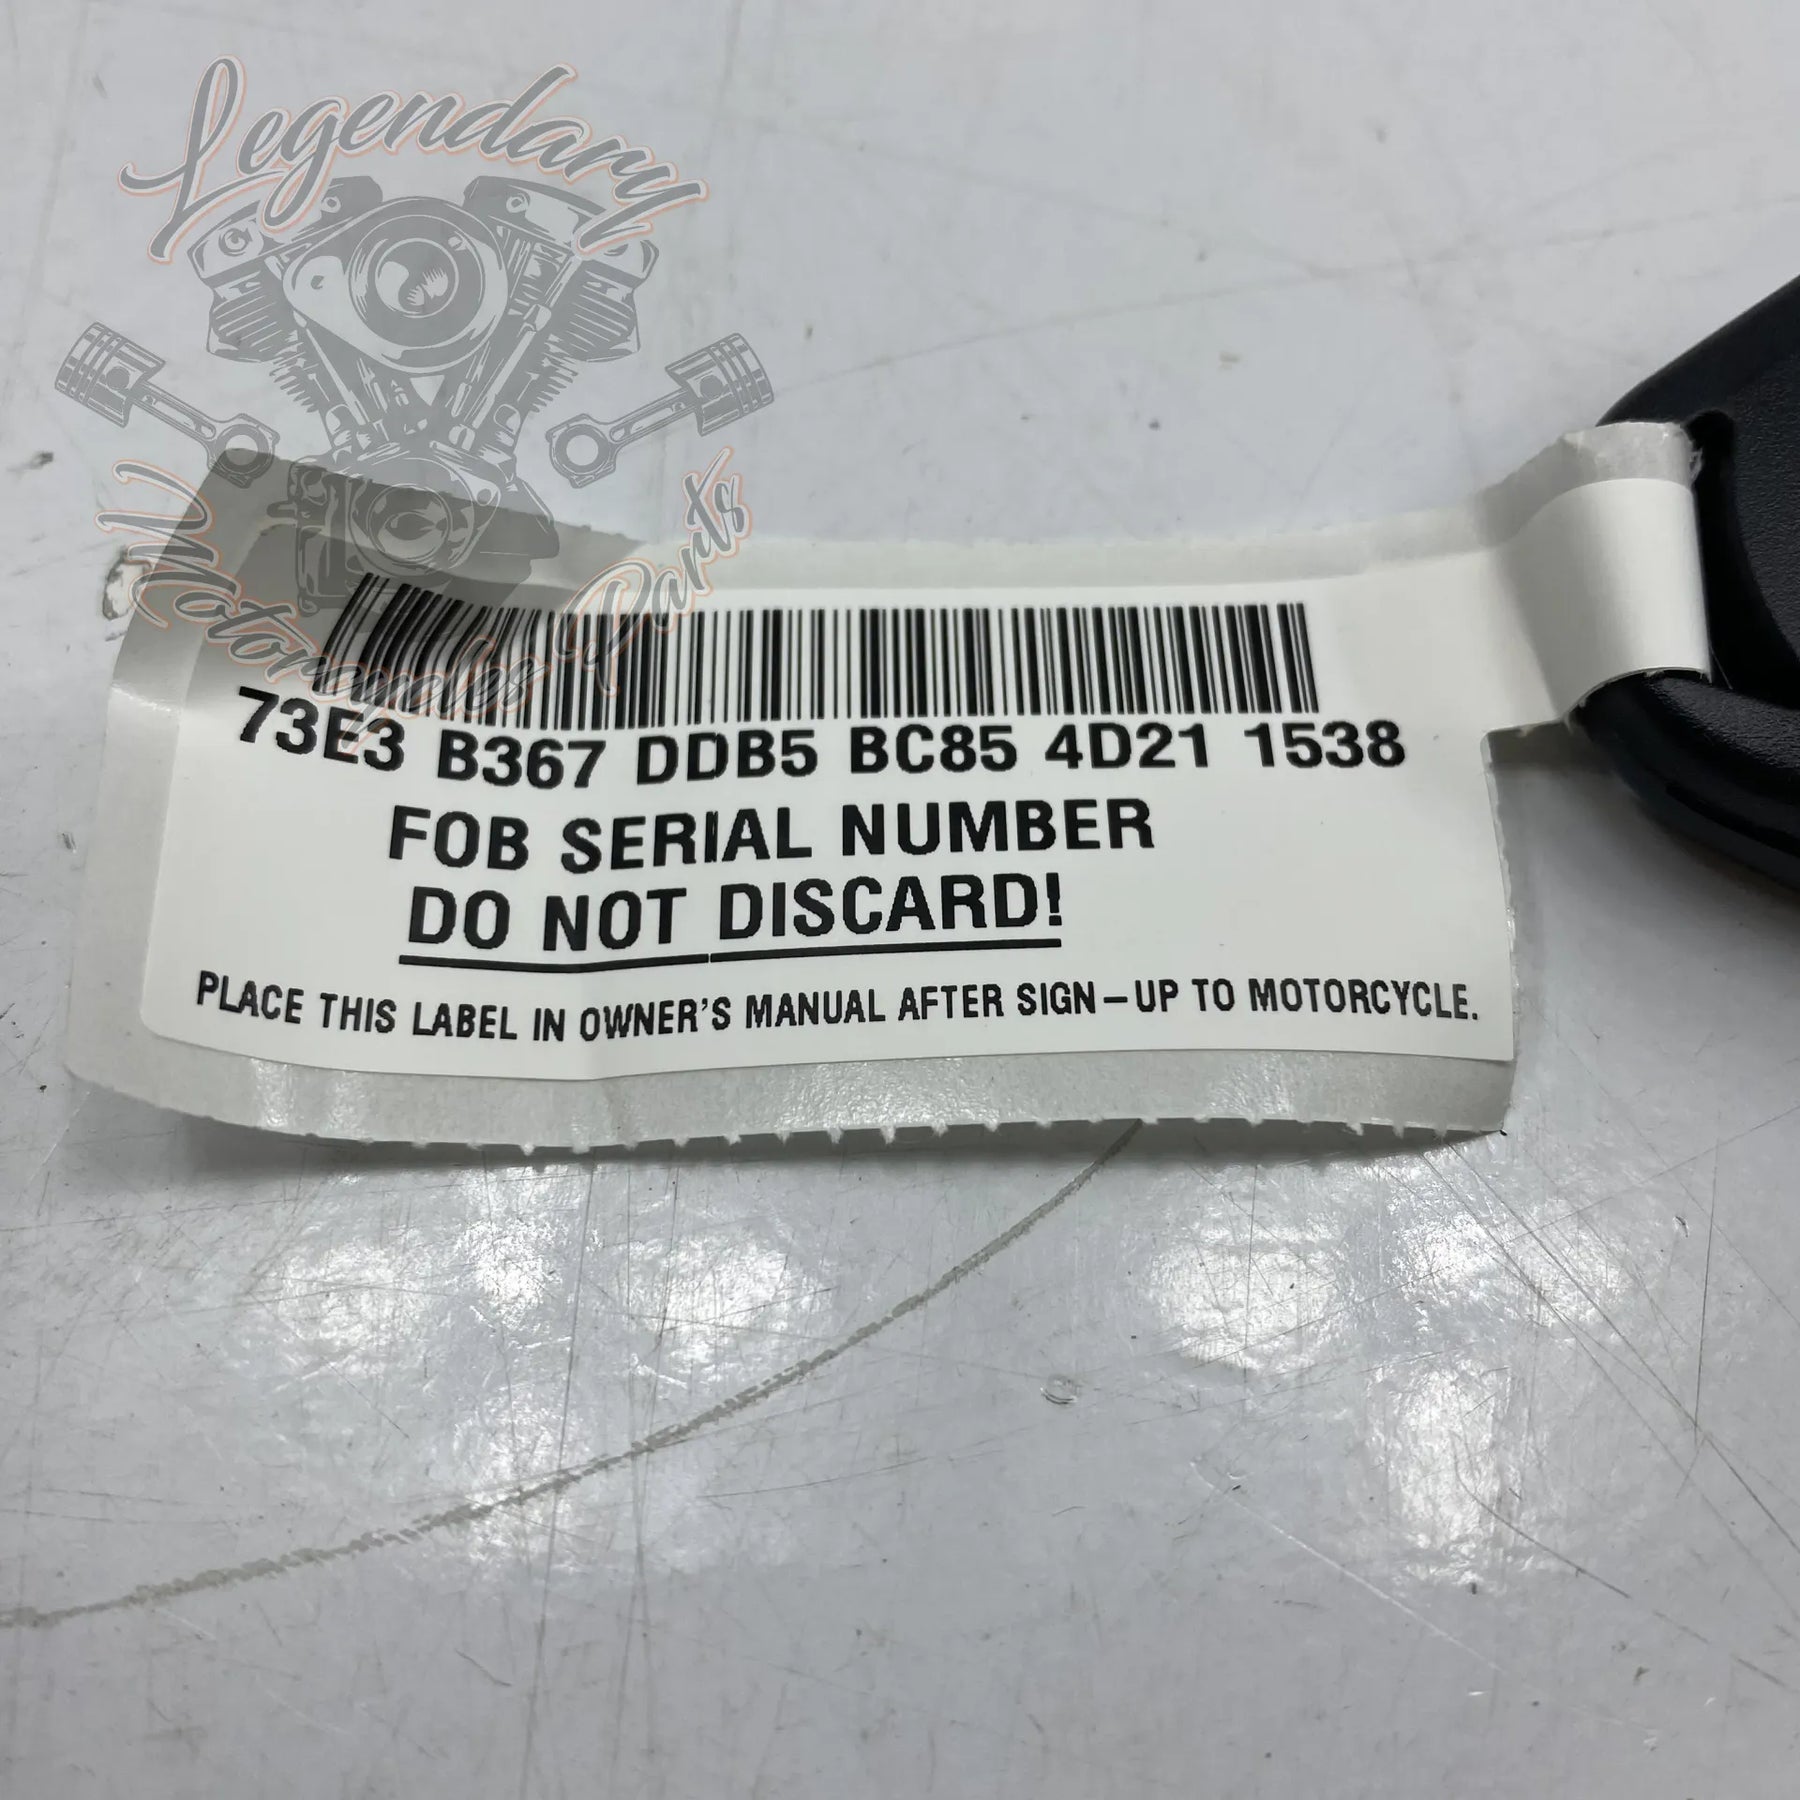 Legendary
Motorcycles Parts
73E3 B367 DDB5 BC85 4D21 1538
FOB SERIAL NUMBER
DO NOT DISCARD!
PLACE THIS LABEL IN OWNER'S MANUAL AFTER SIGN–UP TO MOTORCYCLE.